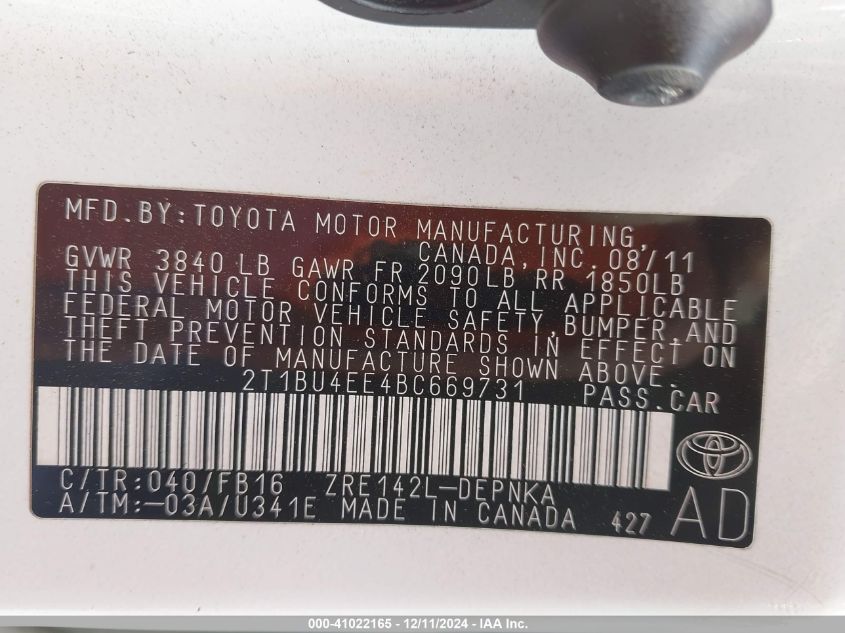 MFD.BY:TOYOTA MOTOR MANUFACTURING,
CANADA,INC. 08/11
GVWR 3840 LB GAWR FR 2090LB RR 1850LB
THIS VEHICLE CONFORMS TO ALL APPLICABLE
FEDERAL MOTOR VEHICLE SAFETY,BUMPER,AND
THEFT PREVENTION STANDARDS IN EFFECT ON
THE DATE OF MANUFACTURE SHOWN ABOVE.
2T1BU4EE4BC669731 PASS.CAR
C/TR:040/FB16 ZRE142L-DEPNKA
A/TM:-03A/U341E MADE IN CANADA 427 AD
000-41022165 - 12/11/2024 - IAA Inc.